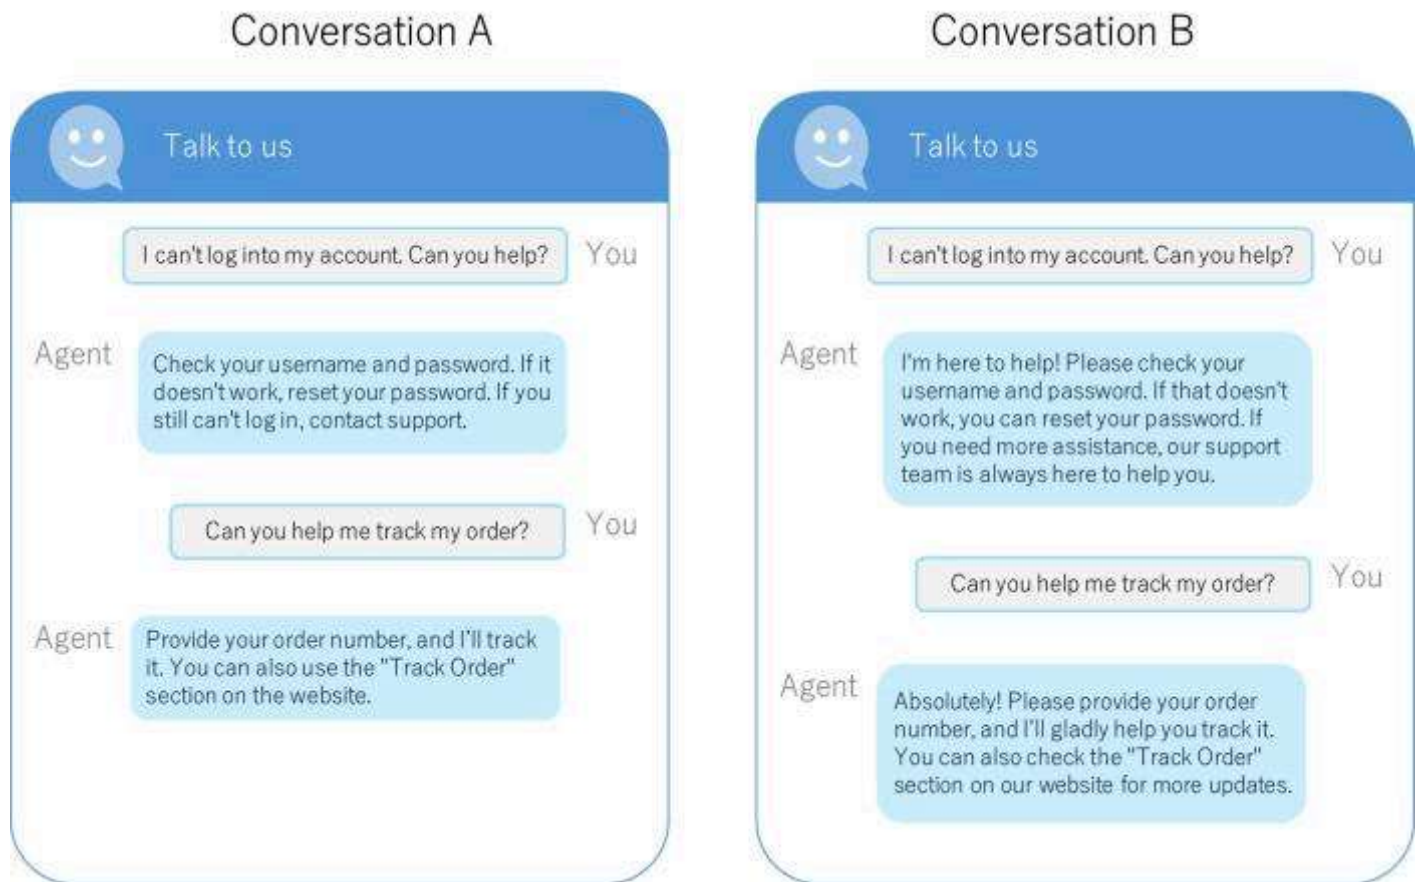 Conversation A
Talk to us
I can't log into my account. Can you help?
You
Agent
Check your username and password. If it
doesn't work, reset your password. If you
still can't log in, contact support.
Can you help me track my order?
You
Agent
Provide your order number, and I'll track
it. You can also use the "Track Order"
section on the website.
Conversation B
Talk to us
I can't log into my account. Can you help?
You
Agent
I'm here to help! Please check your
username and password. If that doesn't
work, you can reset your password. If
you need more assistance, our support
team is always here to help you.
Can you help me track my order?
You
Agent
Absolutely! Please provide your order
number, and I'll gladly help you track it.
You can also check the "Track Order"
section on our website for more updates.